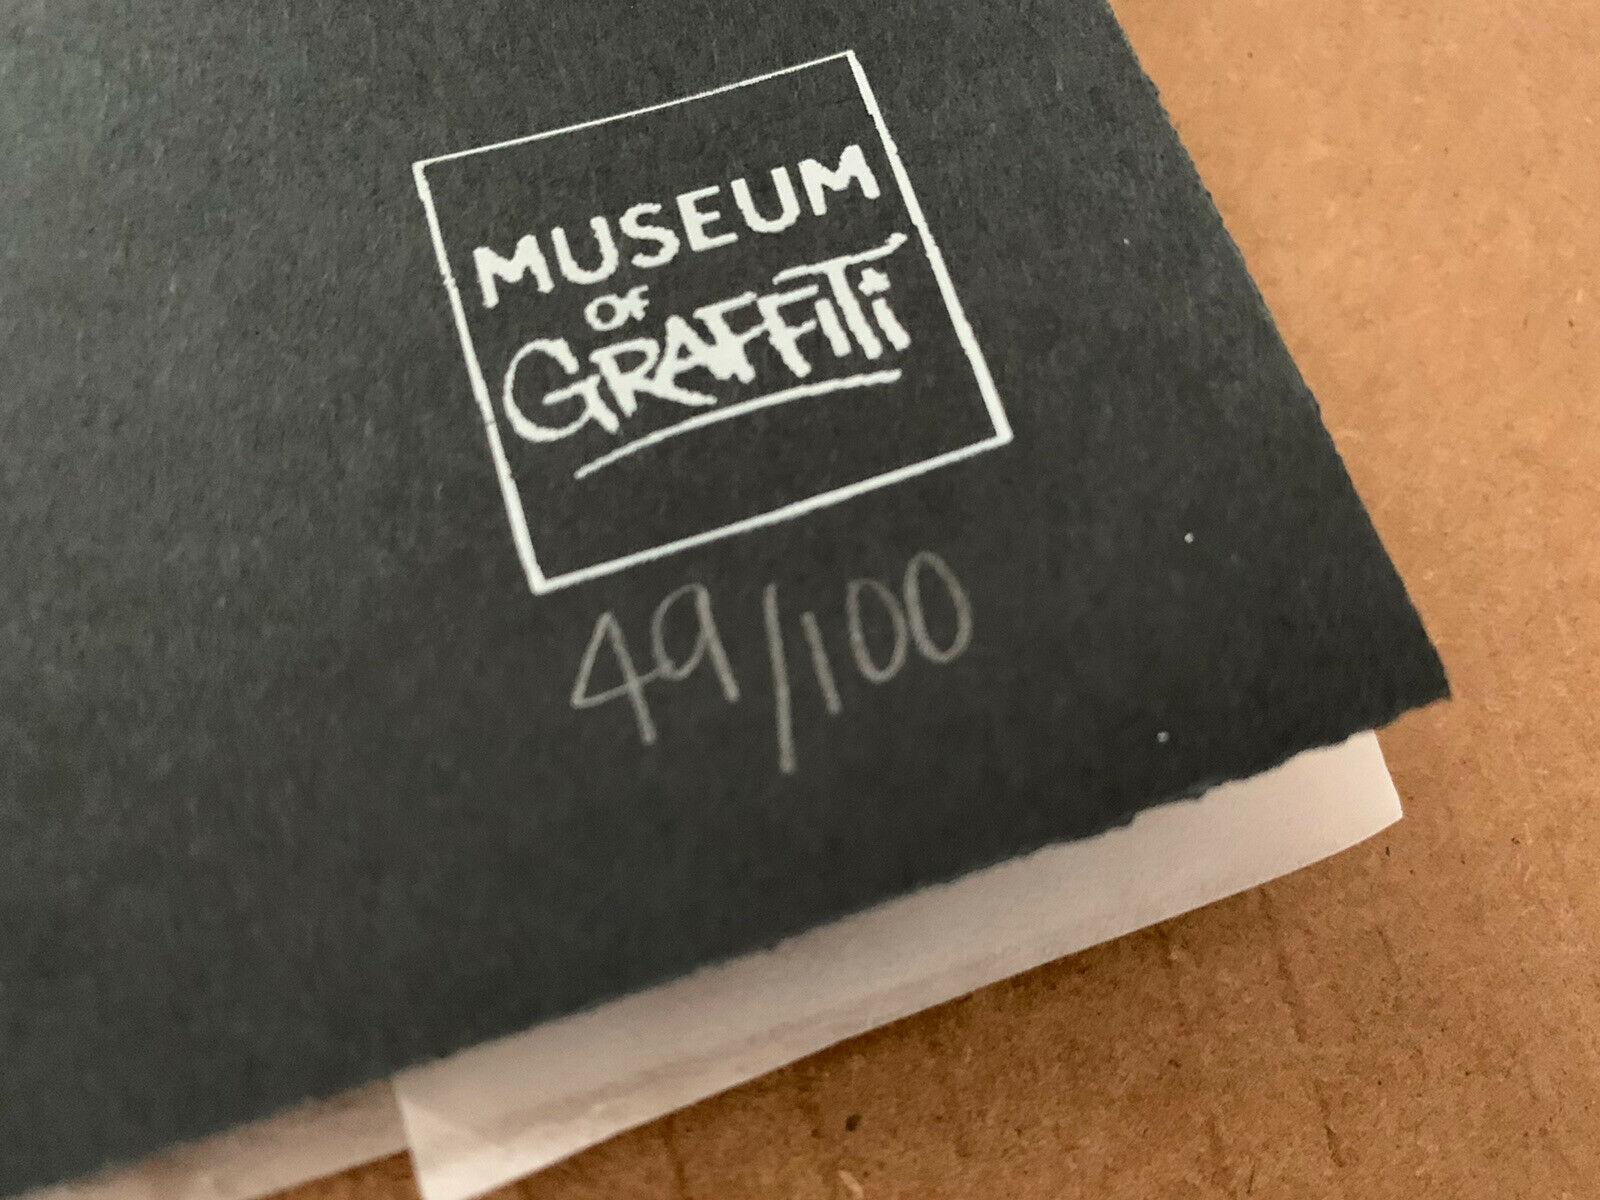 MUSEUM
OF
GRAFFITi
49/100